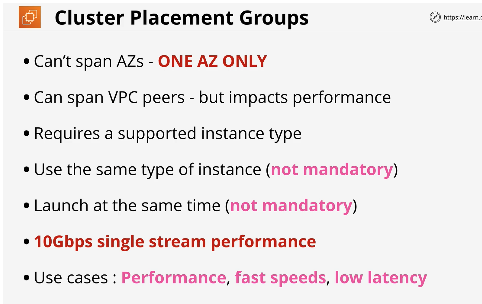 Cluster Placement Groups
https://learn.c
• Can't span AZs - ONE AZ ONLY
• Can span VPC peers - but impacts performance
• Requires a supported instance type
• Use the same type of instance (not mandatory)
• Launch at the same time (not mandatory)
• 10Gbps single stream performance
• Use cases : Performance, fast speeds, low latency